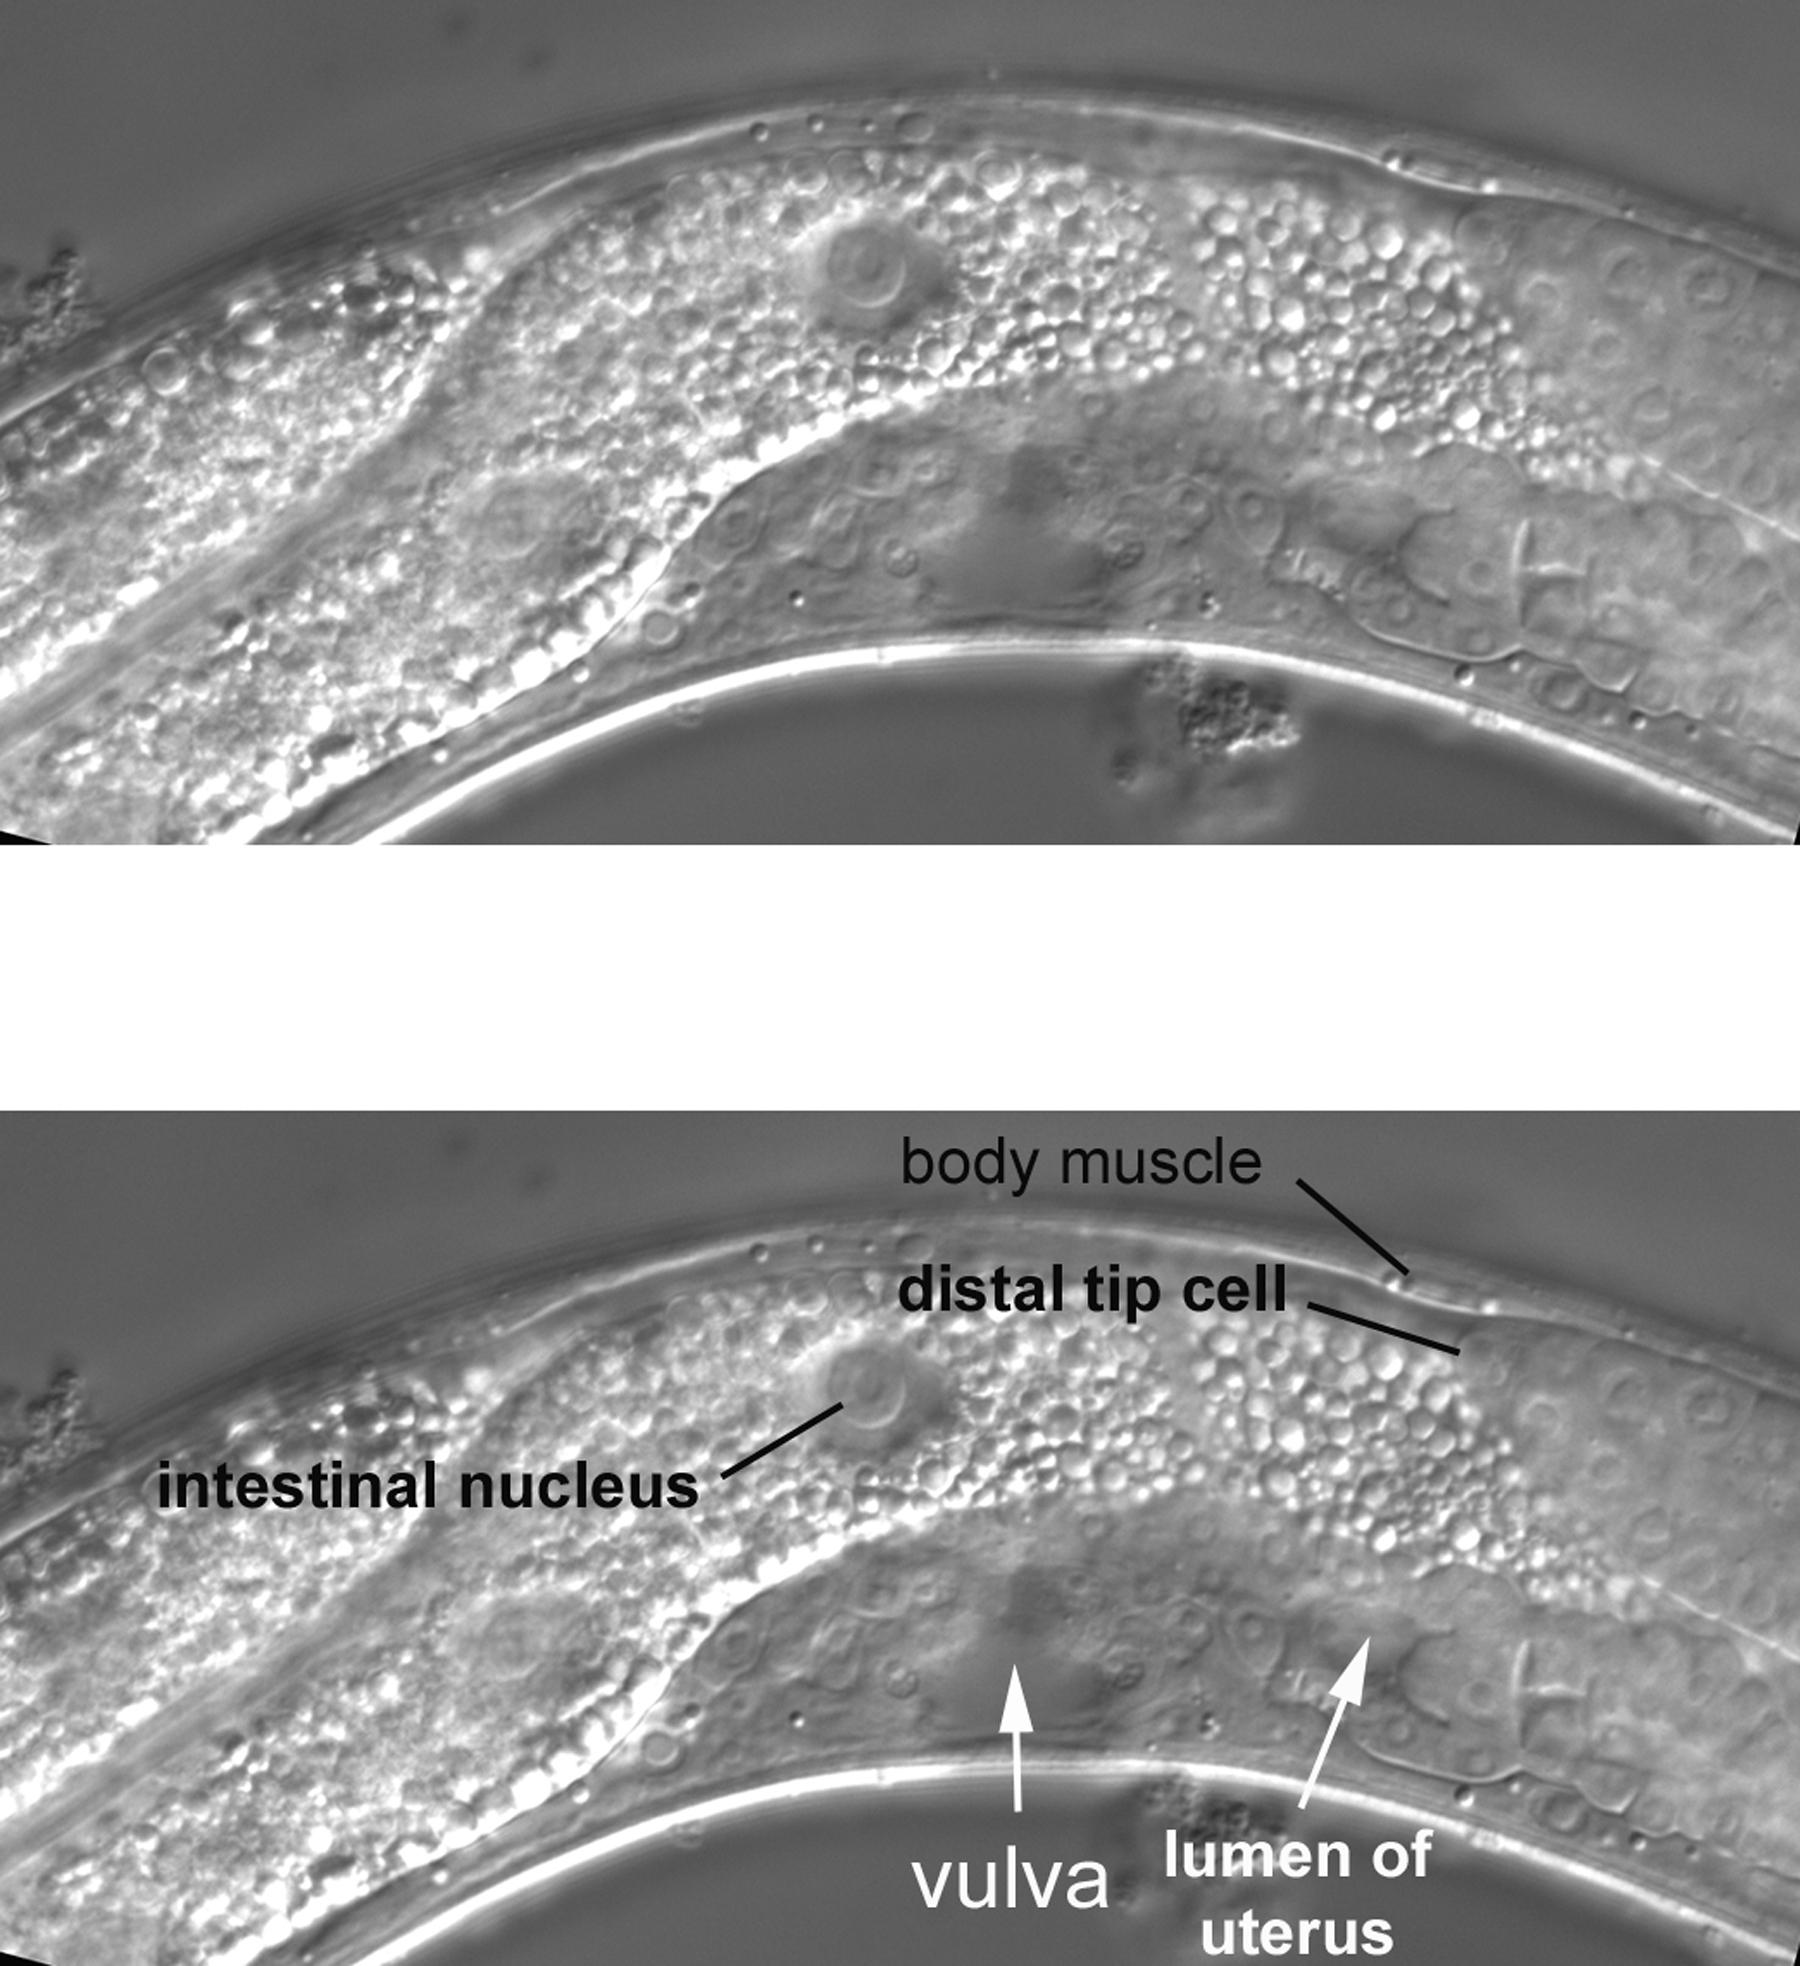 body muscle
distal tip cell
intestinal nucleus
vulva
lumen of
uterus